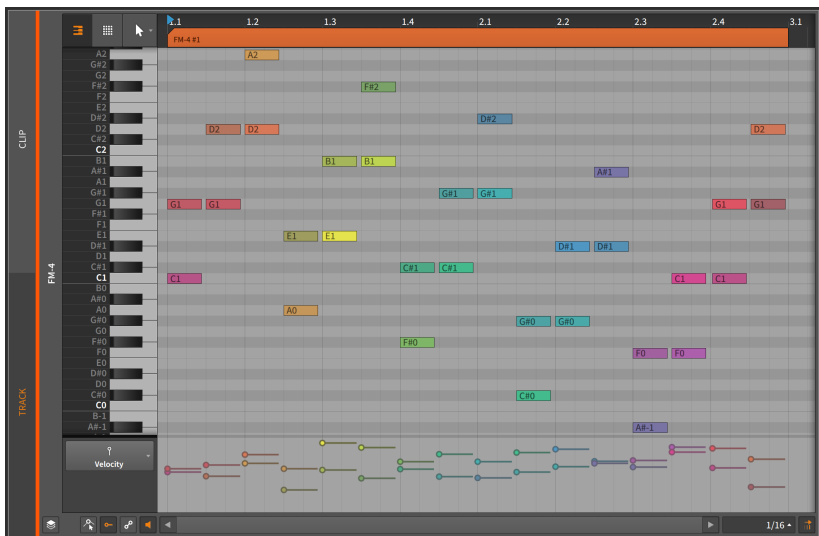 1.1 1.2 1.3 1.4 2.1 2.2 2.3 2.4 3.1
FM-4 #1
A2 A2
G#2
G2
F#2 F#2
F2
E2
D#2 D#2
D2 D2 D2 D2
C#2
C2
B1 B1 B1
A#1 A#1
A1
G#1 G#1 G#1
G1 G1 G1 G1 G1
F#1
F1
E1 E1 E1
D#1 D#1 D#1
D1
C#1 C#1 C#1
C1 C1 C1 C1
B0
A#0
A0 A0
G#0 G#0 G#0
G0
F#0 F#0
F0 F0 F0
E0
D#0
D0
C#0 C#0
C0
B-1
A#-1 A#-1
CLIP
TRACK
FM-4
Velocity
1/16